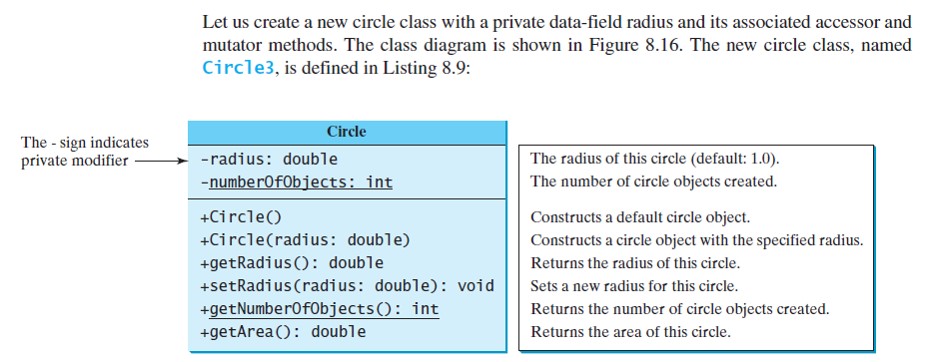 Let us create a new circle class with a private data-field radius and its associated accessor and
mutator methods. The class diagram is shown in Figure 8.16. The new circle class, named
Circle3, is defined in Listing 8.9:
The - sign indicates
private modifier
Circle
-radius: double
-numberOfObjects: int
+Circle()
+Circle(radius: double)
+getRadius(): double
+setRadius(radius: double): void
+getNumberOfObjects(): int
+getArea(): double
The radius of this circle (default: 1.0).
The number of circle objects created.
Constructs a default circle object.
Constructs a circle object with the specified radius.
Returns the radius of this circle.
Sets a new radius for this circle.
Returns the number of circle objects created.
Returns the area of this circle.